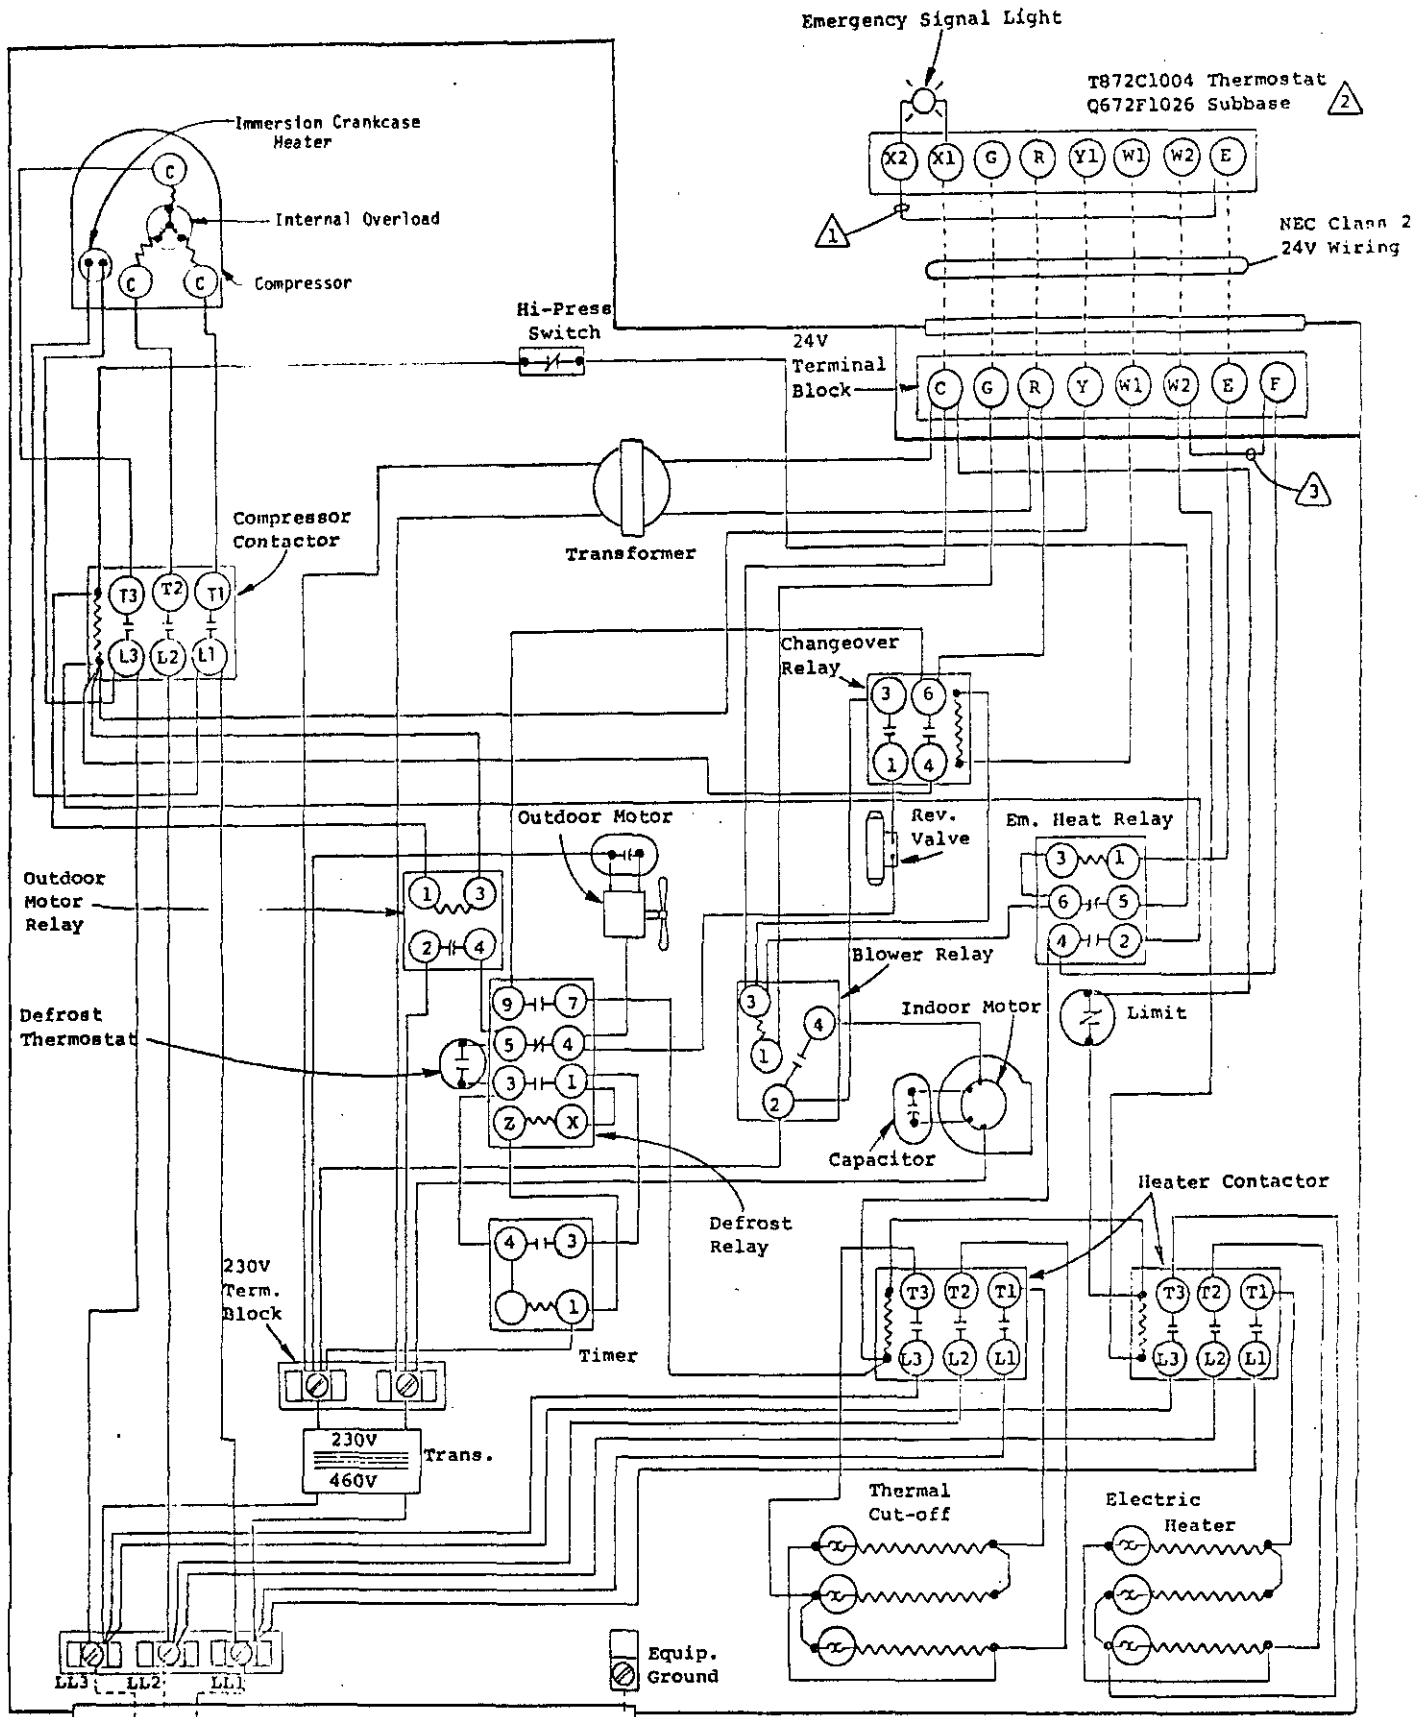 Emergency Signal Light
T872C1004 Thermostat
Q672F1026 Subbase
2
Immersion Crankcase
Heater
C
Internal Overload
C
C
Compressor
X2 X1 G R Y1 W1 W2 E
1
NEC Class 2
24V Wiring
Hi-Press
Switch
24V
Terminal
Block
C G R Y W1 W2 E F
3
Transformer
Compressor
Contactor
T3 T2 T1
L3 L2 L1
Changeover
Relay
3 6
1 4
Outdoor Motor
Rev.
Valve
Em. Heat Relay
3 1
6 5
4 2
Outdoor
Motor
Relay
1 3
2 4
Blower Relay
3
4
1
2
Indoor Motor
Limit
Defrost
Thermostat
9 7
5 4
3 1
Z X
Capacitor
Defrost
Relay
Heater Contactor
4 3
1
Timer
230V
Term.
Block
T3 T2 T1
L3 L2 L1
T3 T2 T1
L3 L2 L1
230V
460V
Trans.
Thermal
Cut-off
Electric
Heater
Equip.
Ground
LL3 LL2 LL1